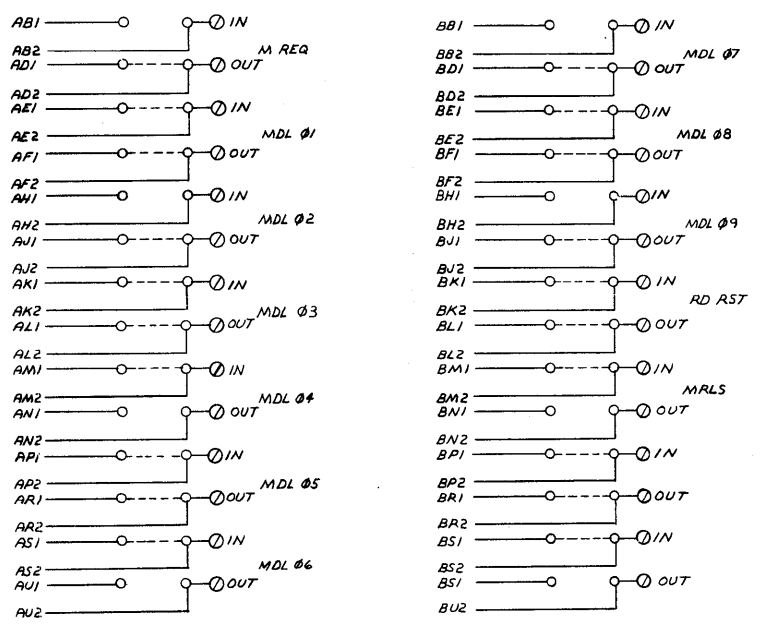 AB1 IN
AB2 M REQ
AD1 OUT
AD2
AE1 IN
AE2 MDL Ø1
AF1 OUT
AF2
AH1 IN
AH2 MDL Ø2
AJ1 OUT
AJ2
AK1 IN
AK2 MDL Ø3
AL1 OUT
AL2
AM1 IN
AM2 MDL Ø4
AN1 OUT
AN2
AP1 IN
AP2 MDL Ø5
AR1 OUT
AR2
AS1 IN
AS2 MDL Ø6
AU1 OUT
AU2
BB1 IN
BB2 MDL Ø7
BD1 OUT
BD2
BE1 IN
BE2 MDL Ø8
BF1 OUT
BF2
BH1 IN
BH2 MDL Ø9
BJ1 OUT
BJ2
BK1 IN
BK2 RD RST
BL1 OUT
BL2
BM1 IN
BM2 MRLS
BN1 OUT
BN2
BP1 IN
BP2
BR1 OUT
BR2
BS1 IN
BS2
BS1 OUT
BU2